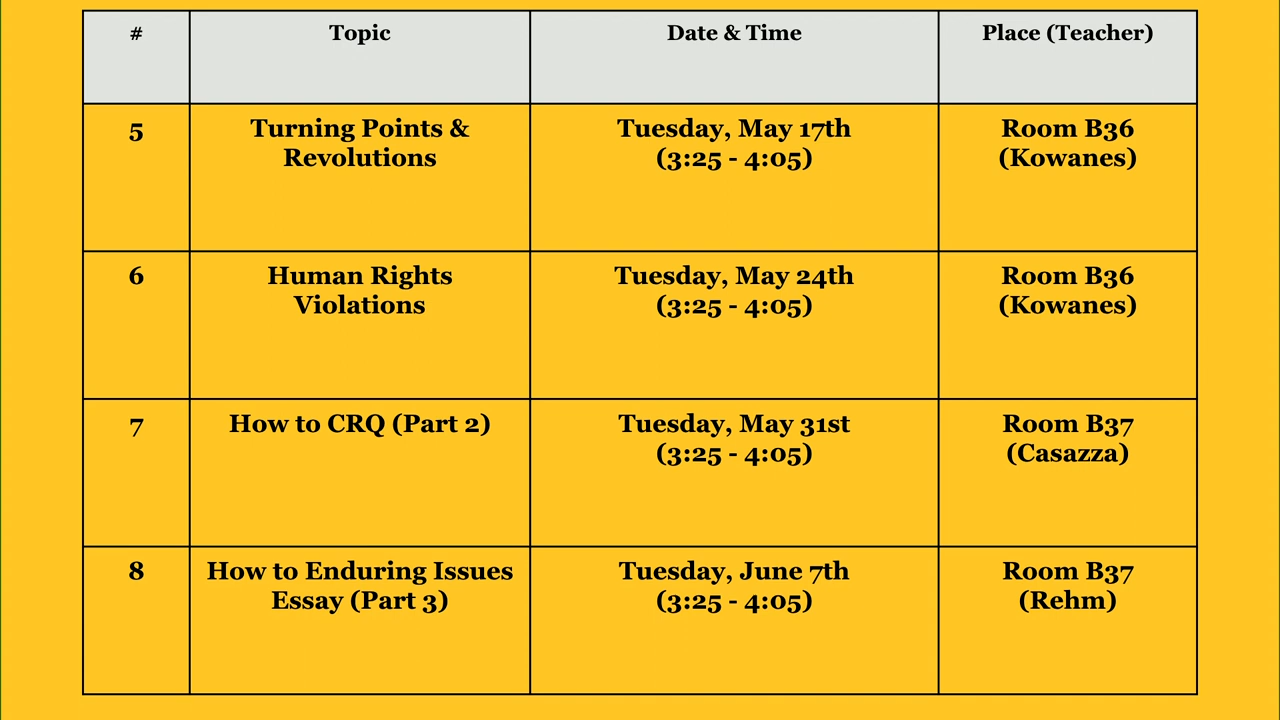 #
Topic
Date & Time
Place (Teacher)
5
Turning Points &
Revolutions
Tuesday, May 17th
(3:25 - 4:05)
Room B36
(Kowanes)
6
Human Rights
Violations
Tuesday, May 24th
(3:25 - 4:05)
Room B36
(Kowanes)
7
How to CRQ (Part 2)
Tuesday, May 31st
(3:25 - 4:05)
Room B37
(Casazza)
8
How to Enduring Issues
Essay (Part 3)
Tuesday, June 7th
(3:25 - 4:05)
Room B37
(Rehm)